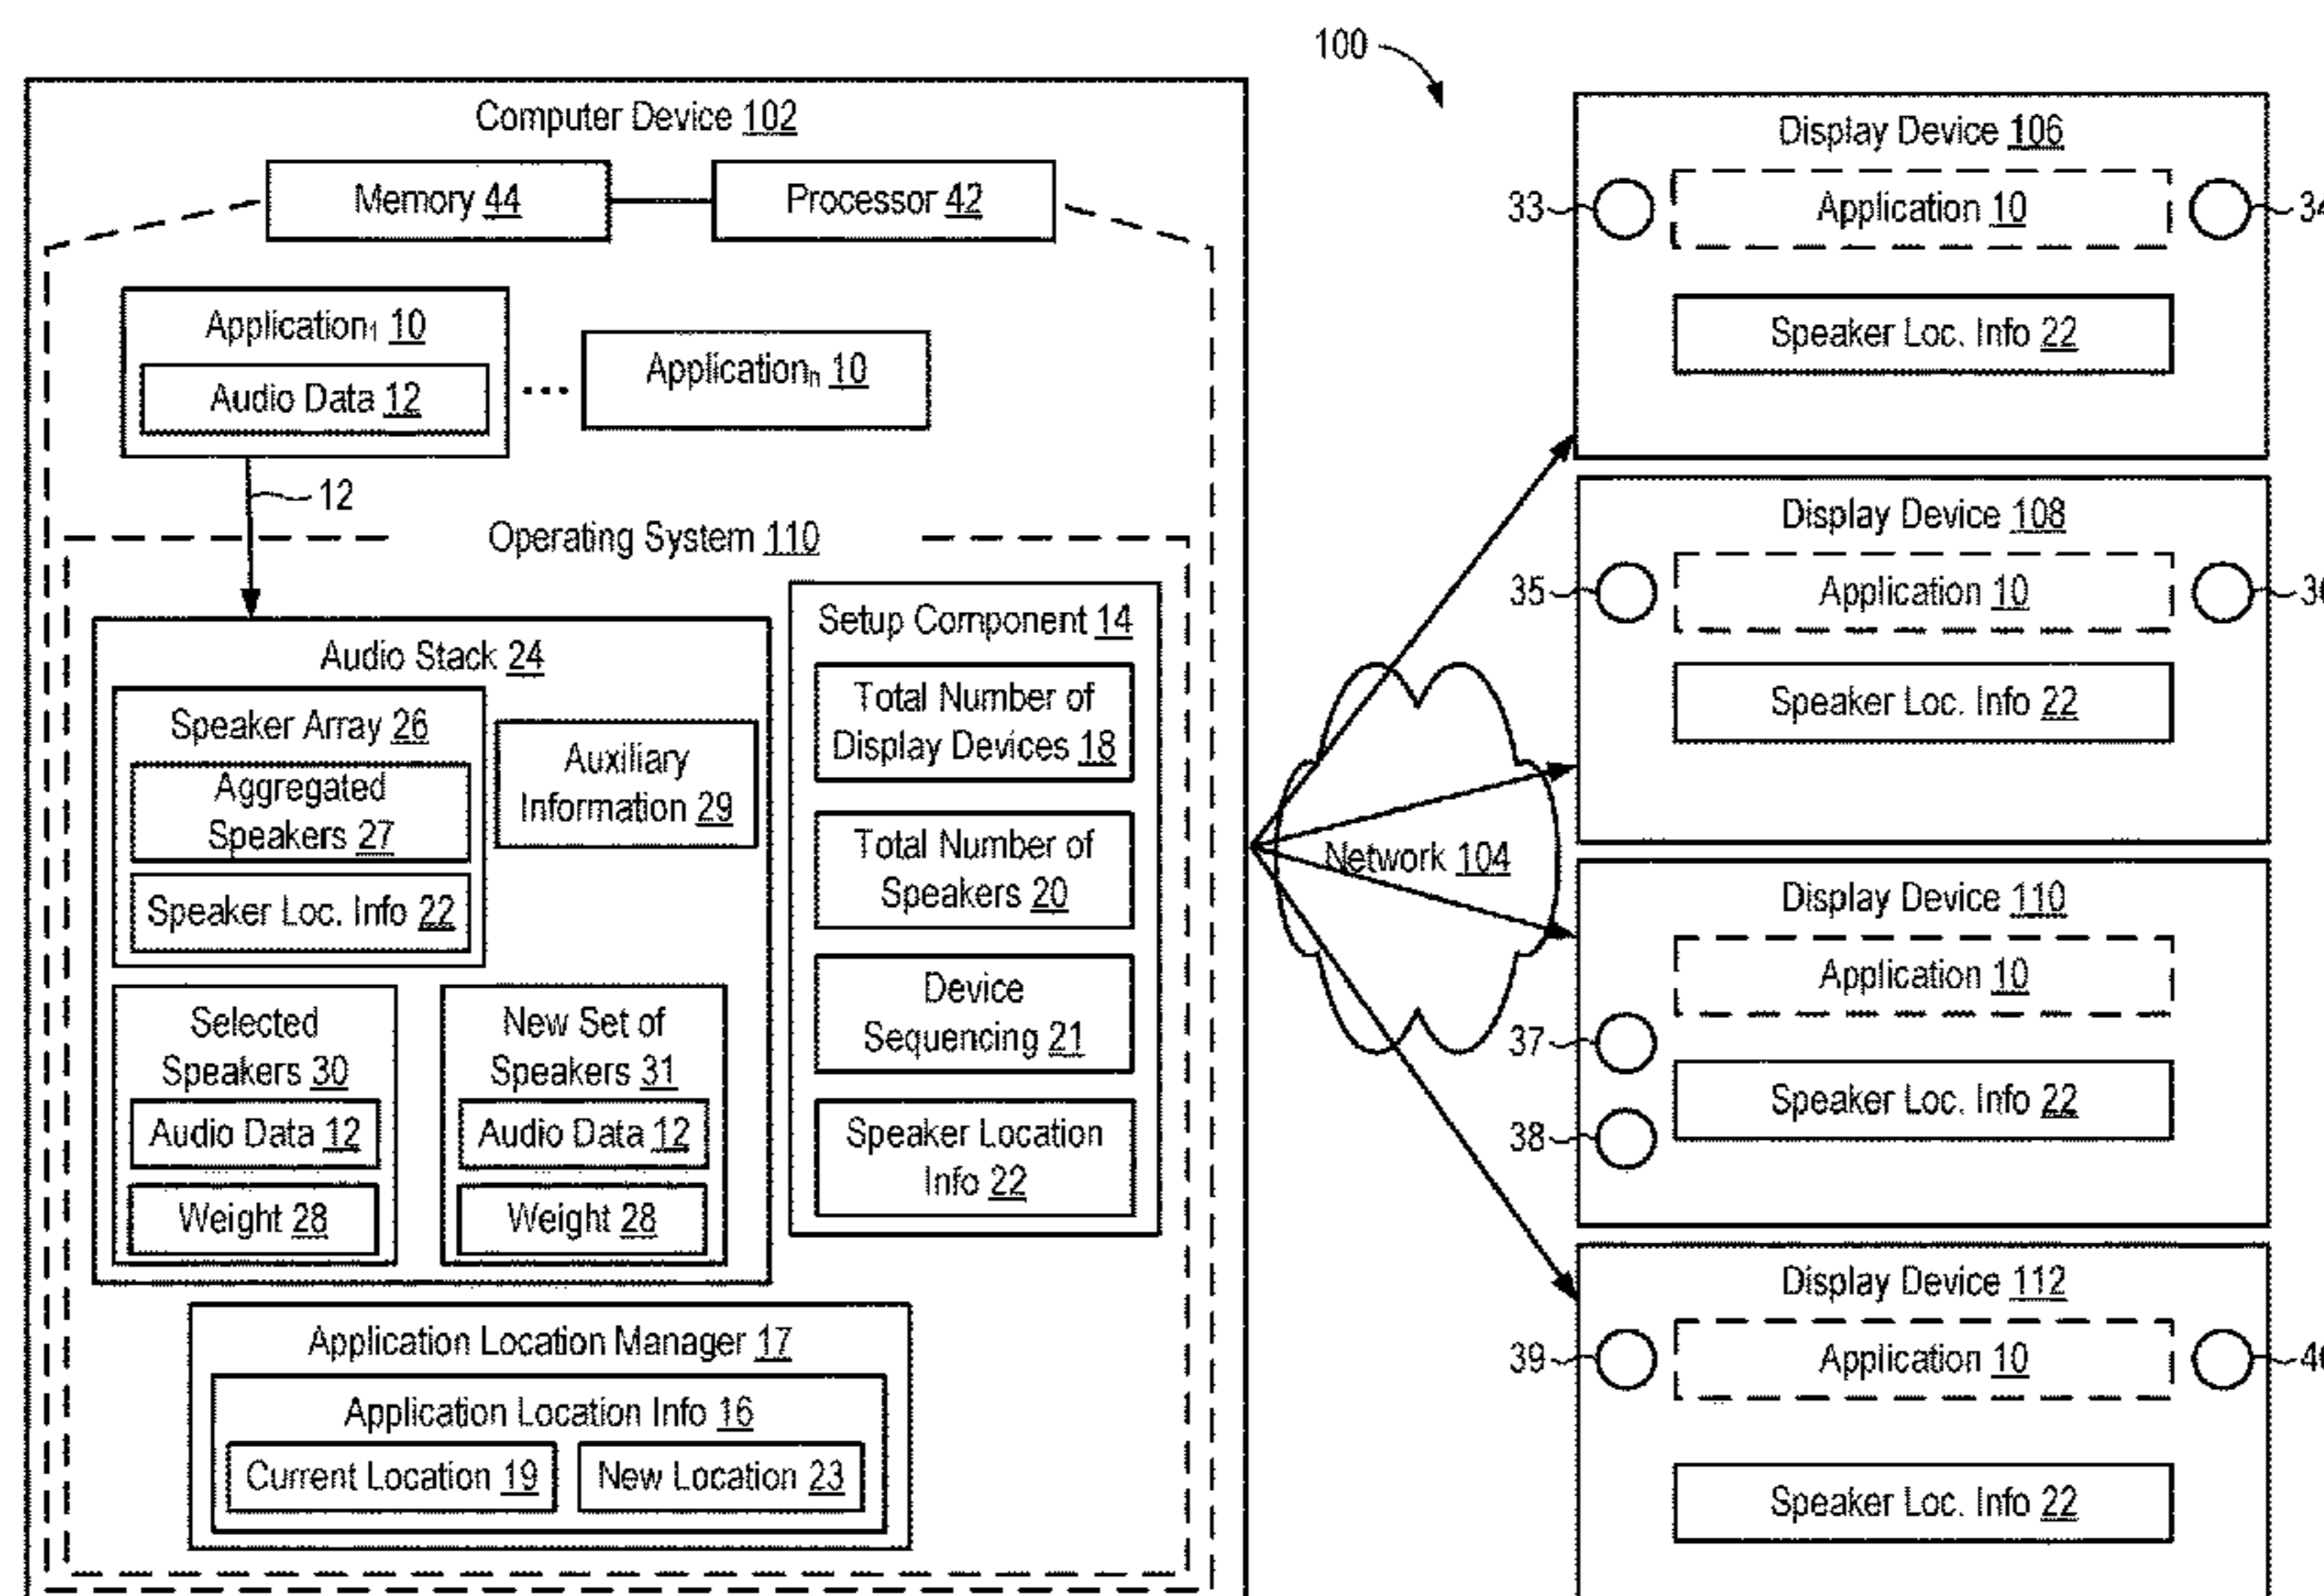 100
Computer Device 102
Memory 44
Processor 42
Application1 10
Audio Data 12
...
Applicationn 10
12
Operating System 110
Audio Stack 24
Speaker Array 26
Aggregated
Speakers 27
Speaker Loc. Info 22
Auxiliary
Information 29
Selected
Speakers 30
Audio Data 12
Weight 28
New Set of
Speakers 31
Audio Data 12
Weight 28
Setup Component 14
Total Number of
Display Devices 18
Total Number of
Speakers 20
Device
Sequencing 21
Speaker Location
Info 22
Application Location Manager 17
Application Location Info 16
Current Location 19
New Location 23
Network 104
Display Device 106
33
Application 10
34
Speaker Loc. Info 22
Display Device 108
35
Application 10
Speaker Loc. Info 22
Display Device 110
Application 10
37
Speaker Loc. Info 22
38
Display Device 112
39
Application 10
Speaker Loc. Info 22